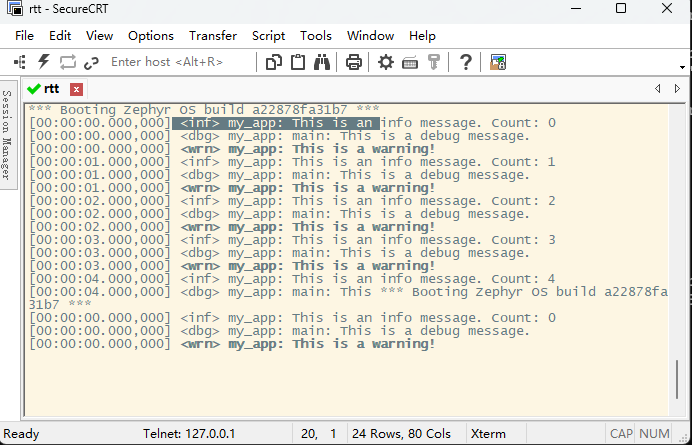 rtt - SecureCRT
File Edit View Options Transfer Script Tools Window Help
Enter host <Alt+R>
Session Manager
rtt
*** Booting Zephyr OS build a22878fa31b7 ***
[00:00:00.000,000] <inf> my_app: This is an info message. Count: 0
[00:00:00.000,000] <dbg> my_app: main: This is a debug message.
[00:00:00.000,000] <wrn> my_app: This is a warning!
[00:00:01.000,000] <inf> my_app: This is an info message. Count: 1
[00:00:01.000,000] <dbg> my_app: main: This is a debug message.
[00:00:01.000,000] <wrn> my_app: This is a warning!
[00:00:02.000,000] <inf> my_app: This is an info message. Count: 2
[00:00:02.000,000] <dbg> my_app: main: This is a debug message.
[00:00:02.000,000] <wrn> my_app: This is a warning!
[00:00:03.000,000] <inf> my_app: This is an info message. Count: 3
[00:00:03.000,000] <dbg> my_app: main: This is a debug message.
[00:00:03.000,000] <wrn> my_app: This is a warning!
[00:00:04.000,000] <inf> my_app: This is an info message. Count: 4
[00:00:04.000,000] <dbg> my_app: main: This *** Booting Zephyr OS build a22878fa
31b7 ***
[00:00:00.000,000] <inf> my_app: This is an info message. Count: 0
[00:00:00.000,000] <dbg> my_app: main: This is a debug message.
[00:00:00.000,000] <wrn> my_app: This is a warning!
Ready Telnet: 127.0.0.1 20, 1 24 Rows, 80 Cols Xterm CAP NUM